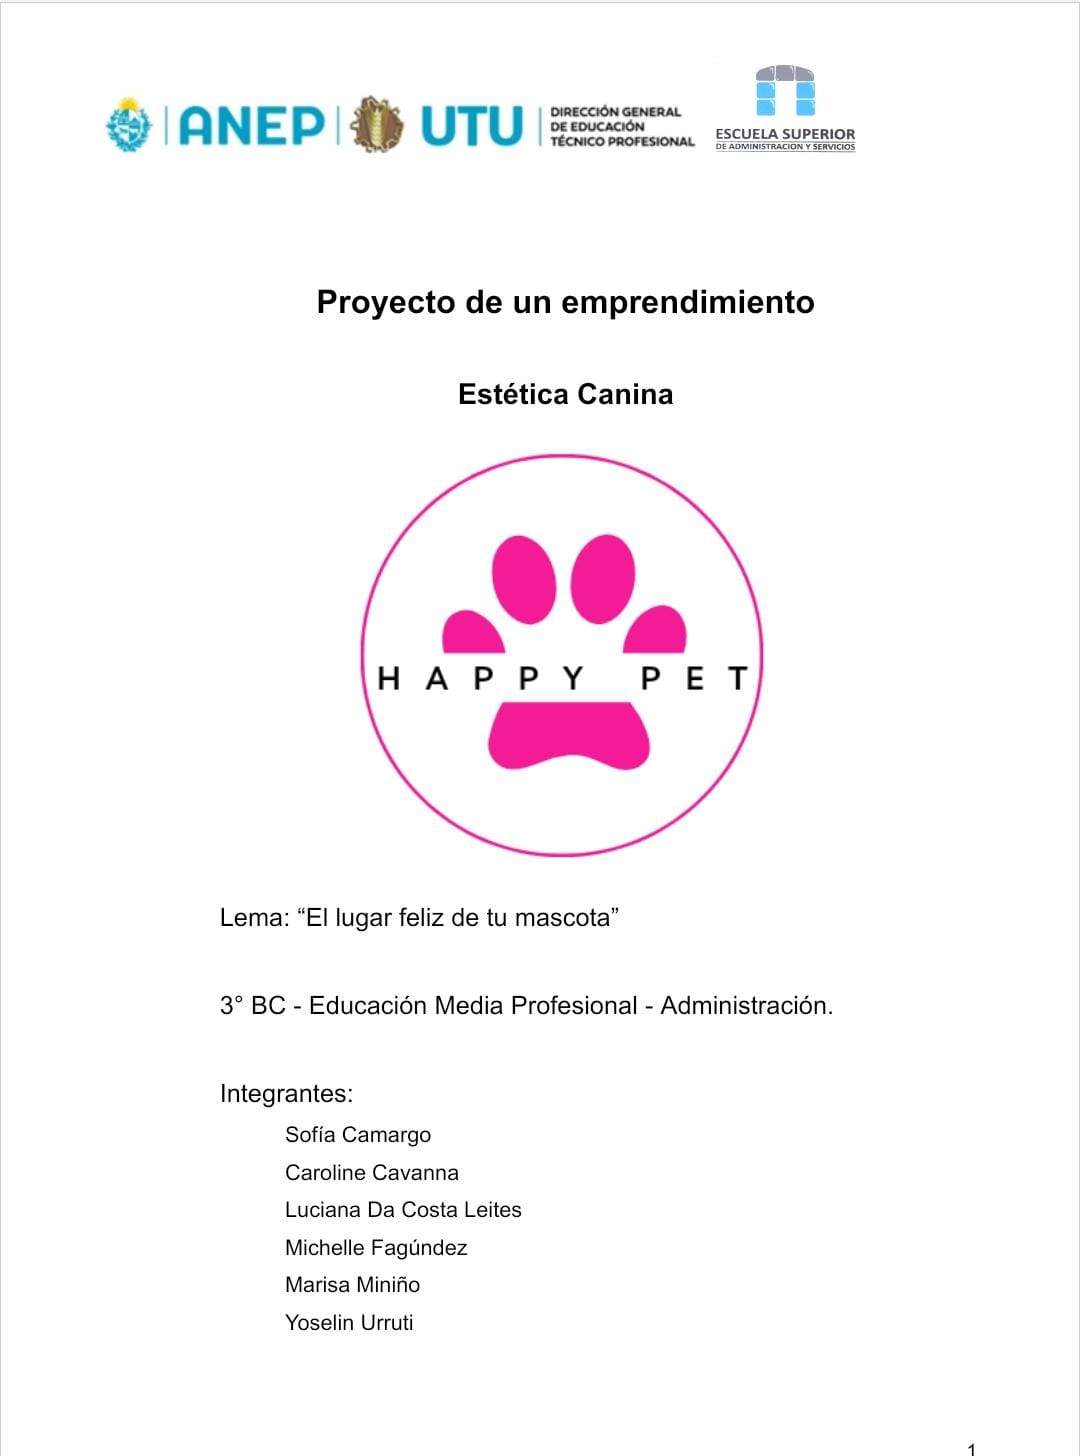 ANEP
UTU
DIRECCIÓN GENERAL
DE EDUCACIÓN
TÉCNICO PROFESIONAL
ESCUELA SUPERIOR
DE ADMINISTRACION Y SERVICIOS
Proyecto de un emprendimiento
Estética Canina
HAPPY PET
Lema: “El lugar feliz de tu mascota”
3° BC - Educación Media Profesional - Administración.
Integrantes:
Sofía Camargo
Caroline Cavanna
Luciana Da Costa Leites
Michelle Fagúndez
Marisa Miniño
Yoselin Urruti
1